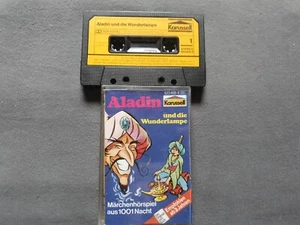 Aladin und die Wunderlampe
Karussell
1
Aladin
Karussell
und die
Wunderlampe
Märchenhörspiel
aus 1001 Nacht